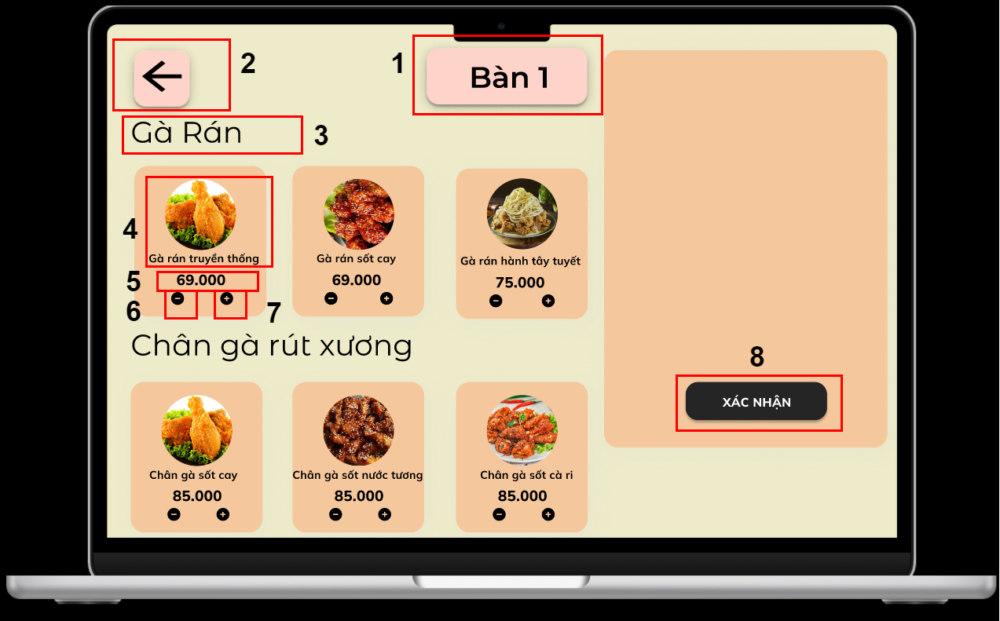 2
1
Bàn 1
Gà Rán
3
4
Gà rán truyền thống
Gà rán sốt cay
Gà rán hành tây tuyết
5
69.000
69.000
75.000
6
7
Chân gà rút xương
8
XÁC NHẬN
Chân gà sốt cay
Chân gà sốt nước tương
Chân gà sốt cà ri
85.000
85.000
85.000